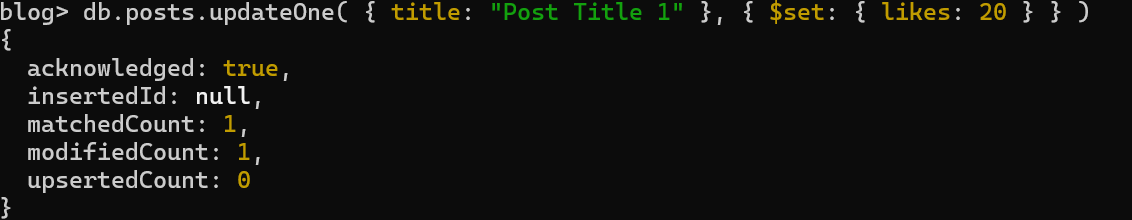 blog> db.posts.updateOne( { title: "Post Title 1" }, { $set: { likes: 20 } } )
{
  acknowledged: true,
  insertedId: null,
  matchedCount: 1,
  modifiedCount: 1,
  upsertedCount: 0
}